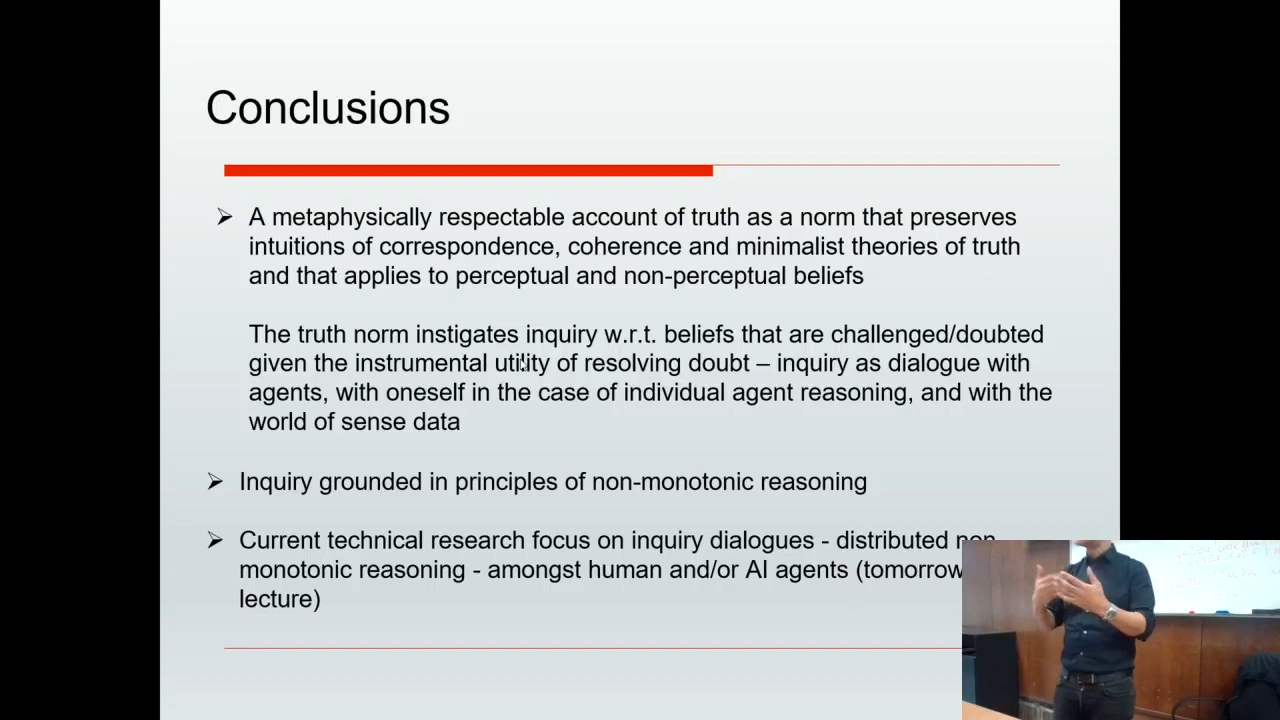 Conclusions
A metaphysically respectable account of truth as a norm that preserves
intuitions of correspondence, coherence and minimalist theories of truth
and that applies to perceptual and non-perceptual beliefs
The truth norm instigates inquiry w.r.t. beliefs that are challenged/doubted
given the instrumental utility of resolving doubt – inquiry as dialogue with
agents, with oneself in the case of individual agent reasoning, and with the
world of sense data
Inquiry grounded in principles of non-monotonic reasoning
Current technical research focus on inquiry dialogues - distributed non
monotonic reasoning - amongst human and/or AI agents (tomorrow
lecture)